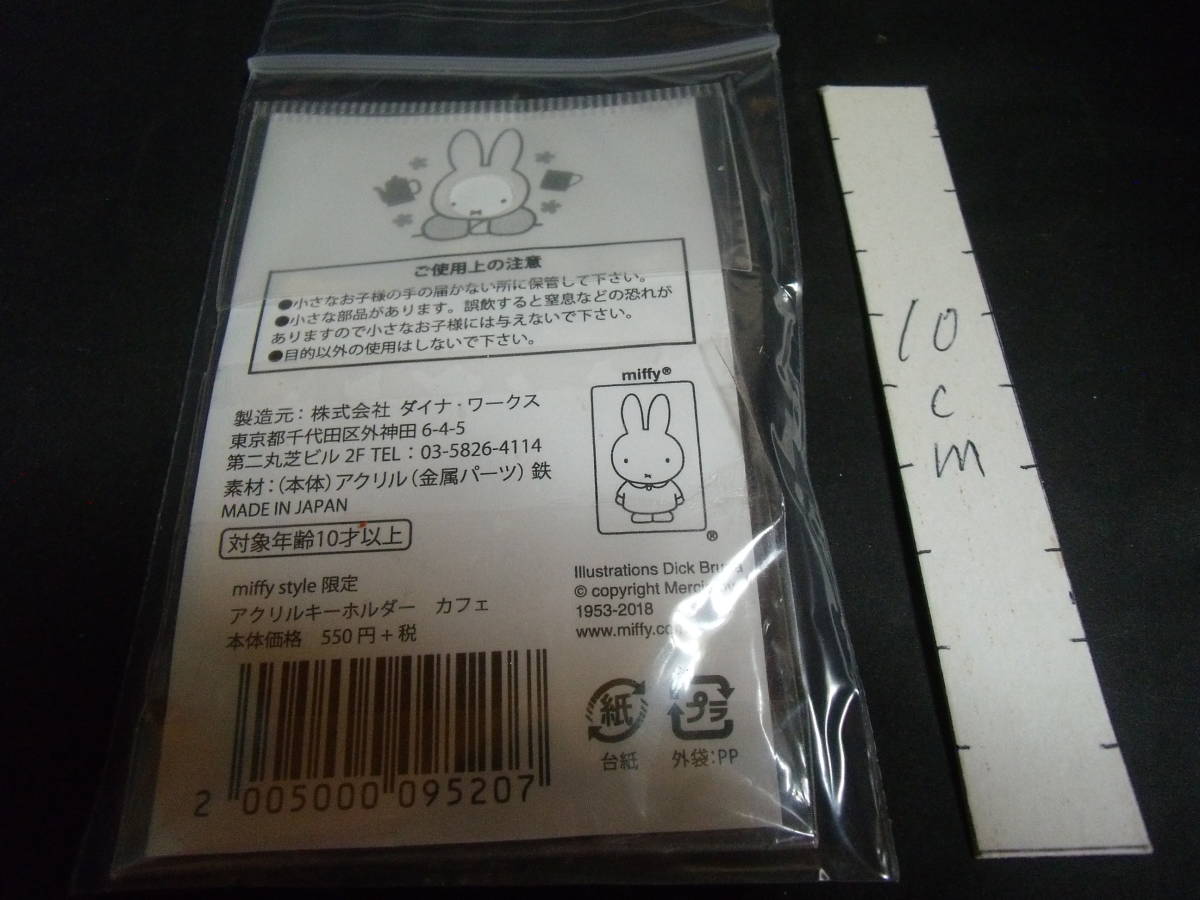 ご使用上の注意
●小さなお子様の手の届かない所に保管して下さい。
●小さな部品があります。誤飲すると窒息などの恐れが
ありますので小さなお子様には与えないで下さい。
●目的以外の使用はしないで下さい。
miffy®
製造元：株式会社 ダイナ・ワークス
東京都千代田区外神田 6-4-5
第二丸芝ビル 2F TEL：03-5826-4114
素材：（本体）アクリル（金属パーツ）鉄
MADE IN JAPAN
対象年齢10才以上
®
miffy style 限定
アクリルキーホルダー カフェ
本体価格 550円+税
Illustrations Dick
© copyright
1953-2018
2 005000 095207
紙
台紙
プラ
外袋：PP
10
c
m